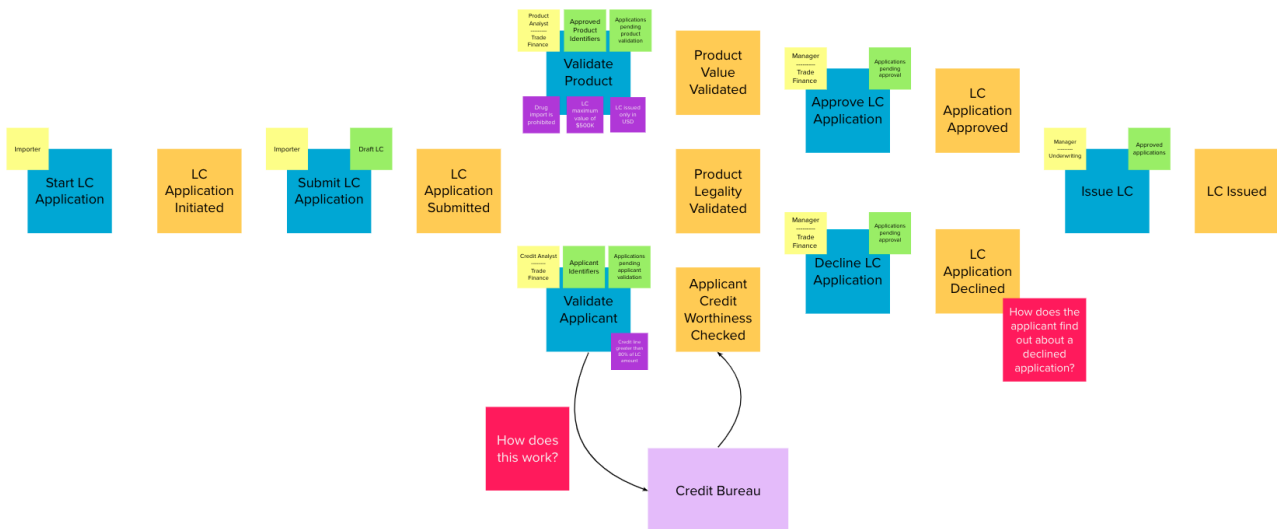 Importer
Start LC
Application
LC
Application
Initiated
Importer
Draft LC
Submit LC
Application
LC
Application
Submitted
Product
Analyst
---------
Trade
Finance
Approved
Product
Identifiers
Applications
pending
product
validation
Validate
Product
Drug
import is
prohibited
LC
maximum
value of
$500K
LC Issued
only in
USD
Product
Value
Validated
Product
Legality
Validated
Credit Analyst
--------
Trade
Finance
Applicant
Identifiers
Applications
pending
applicant
validation
Validate
Applicant
Credit line
greater than
80% of LC
amount
Applicant
Credit
Worthiness
Checked
How does
this work?
Credit Bureau
Manager
----------
Trade
Finance
Applications
pending
approval
Approve LC
Application
LC
Application
Approved
Manager
----------
Trade
Finance
Applications
pending
approval
Decline LC
Application
LC
Application
Declined
How does the
applicant find
out about a
declined
application?
Manager
---------
Underwriting
Approved
applications
Issue LC
LC Issued